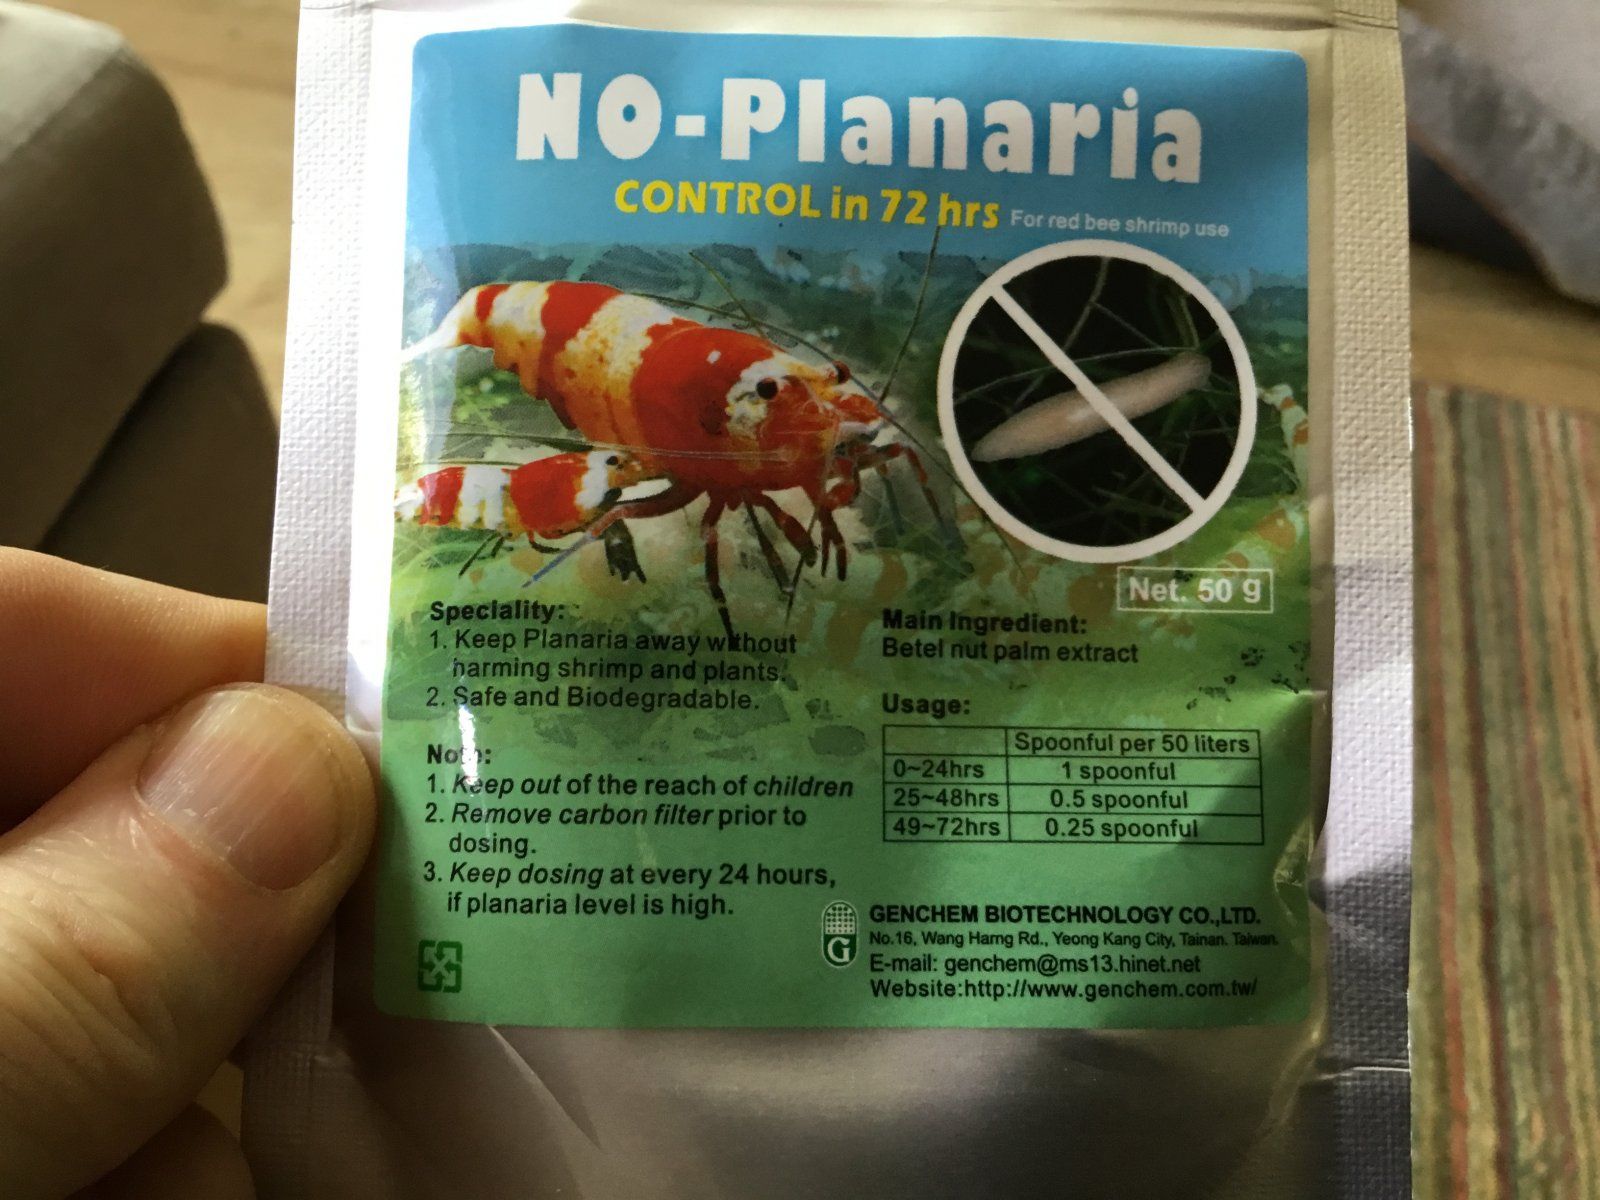 NO-Planaria
CONTROL in 72 hrs For red bee shrimp use
Net. 50 g
Speciality:
1. Keep Planaria away without
harming shrimp and plants.
2. Safe and Biodegradable.
Note:
1. Keep out of the reach of children
2. Remove carbon filter prior to
dosing.
3. Keep dosing at every 24 hours,
if planaria level is high.
Main Ingredient:
Betel nut palm extract
Usage:
Spoonful per 50 liters
0~24hrs 1 spoonful
25~48hrs 0.5 spoonful
49~72hrs 0.25 spoonful
G
GENCHEM BIOTECHNOLOGY CO.,LTD.
No.16, Wang Harng Rd., Yeong Kang City, Tainan. Taiwan.
E-mail: genchem@ms13.hinet.net
Website:http://www.genchem.com.tw/